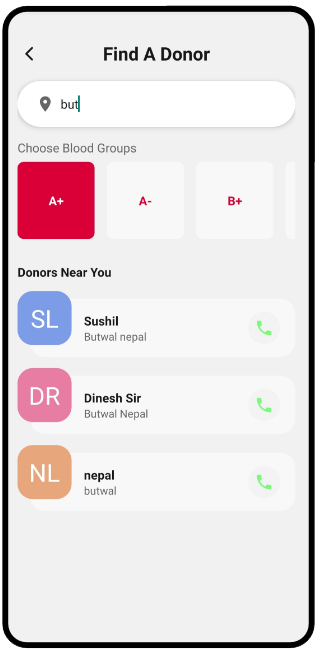 Find A Donor
but
Choose Blood Groups
A+
A-
B+
Donors Near You
SL
Sushil
Butwal nepal
DR
Dinesh Sir
Butwal Nepal
NL
nepal
butwal